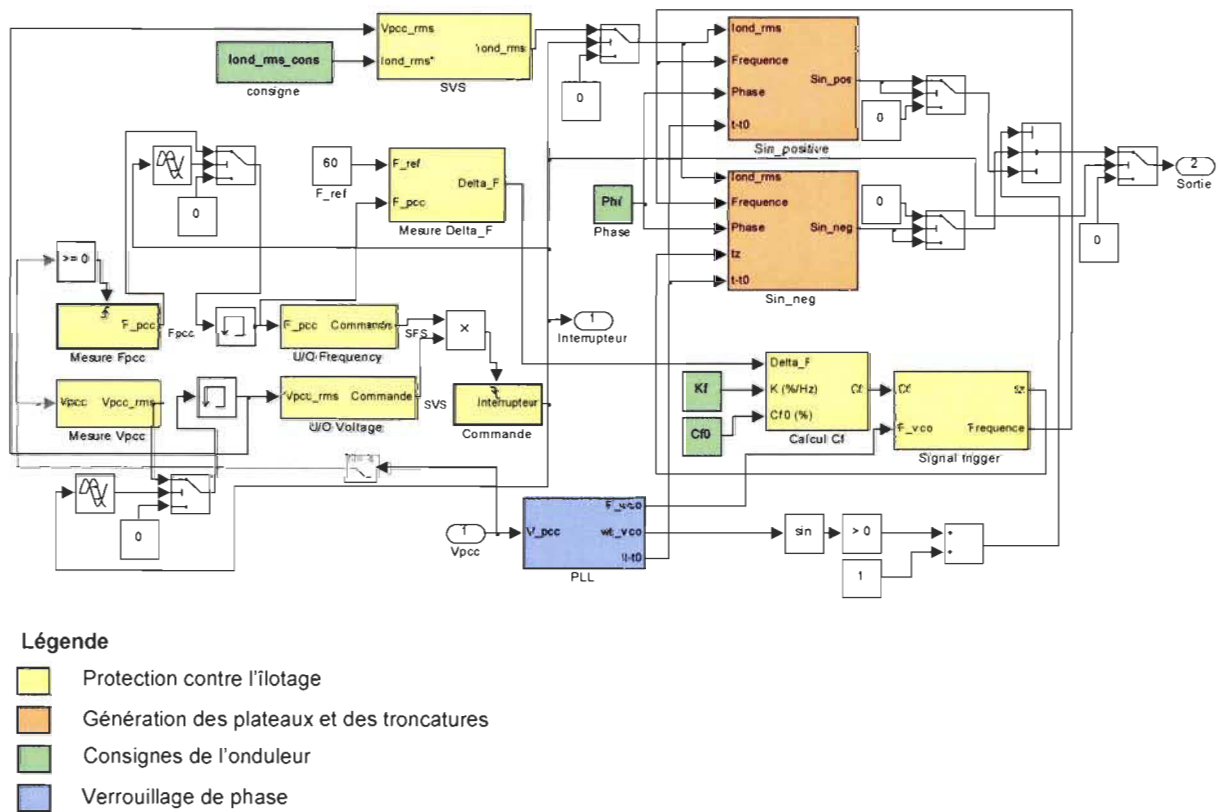 Vpcc_rms
Iond_rms*
Iond_rms
SVS
Iond_rms_cons
consigne
0
Iond_rms
Frequence
Phase
t-t0
Sin_pos
Sin_positive
0
60
F_ref
F_ref
F_pcc
Delta_F
Mesure Delta_F
0
Phi
Phase
Iond_rms
Frequence
Phase
tz
t-t0
Sin_neg
Sin_neg
0
0
2
Sortie
>= 0
F_pcc
Mesure Fpcc
Fpcc
F_pcc
Commande
U/O Frequency
SFS
×
1
Interrupteur
Vpcc
Vpcc_rms
Mesure Vpcc
Vpcc_rms
Commande
U/O Voltage
SVS
Interrupteur
Commande
0
Kf
Cf0
Delta_F
K (%/Hz)
Cf0 (%)
Cf
Calcul Cf
Cf
F_vco
tz
Frequence
Signal trigger
1
Vpcc
V_pcc
F_vco
wt_vco
t-t0
PLL
sin
> 0
1
+
+
Légende
Protection contre l'îlotage
Génération des plateaux et des troncatures
Consignes de l'onduleur
Verrouillage de phase